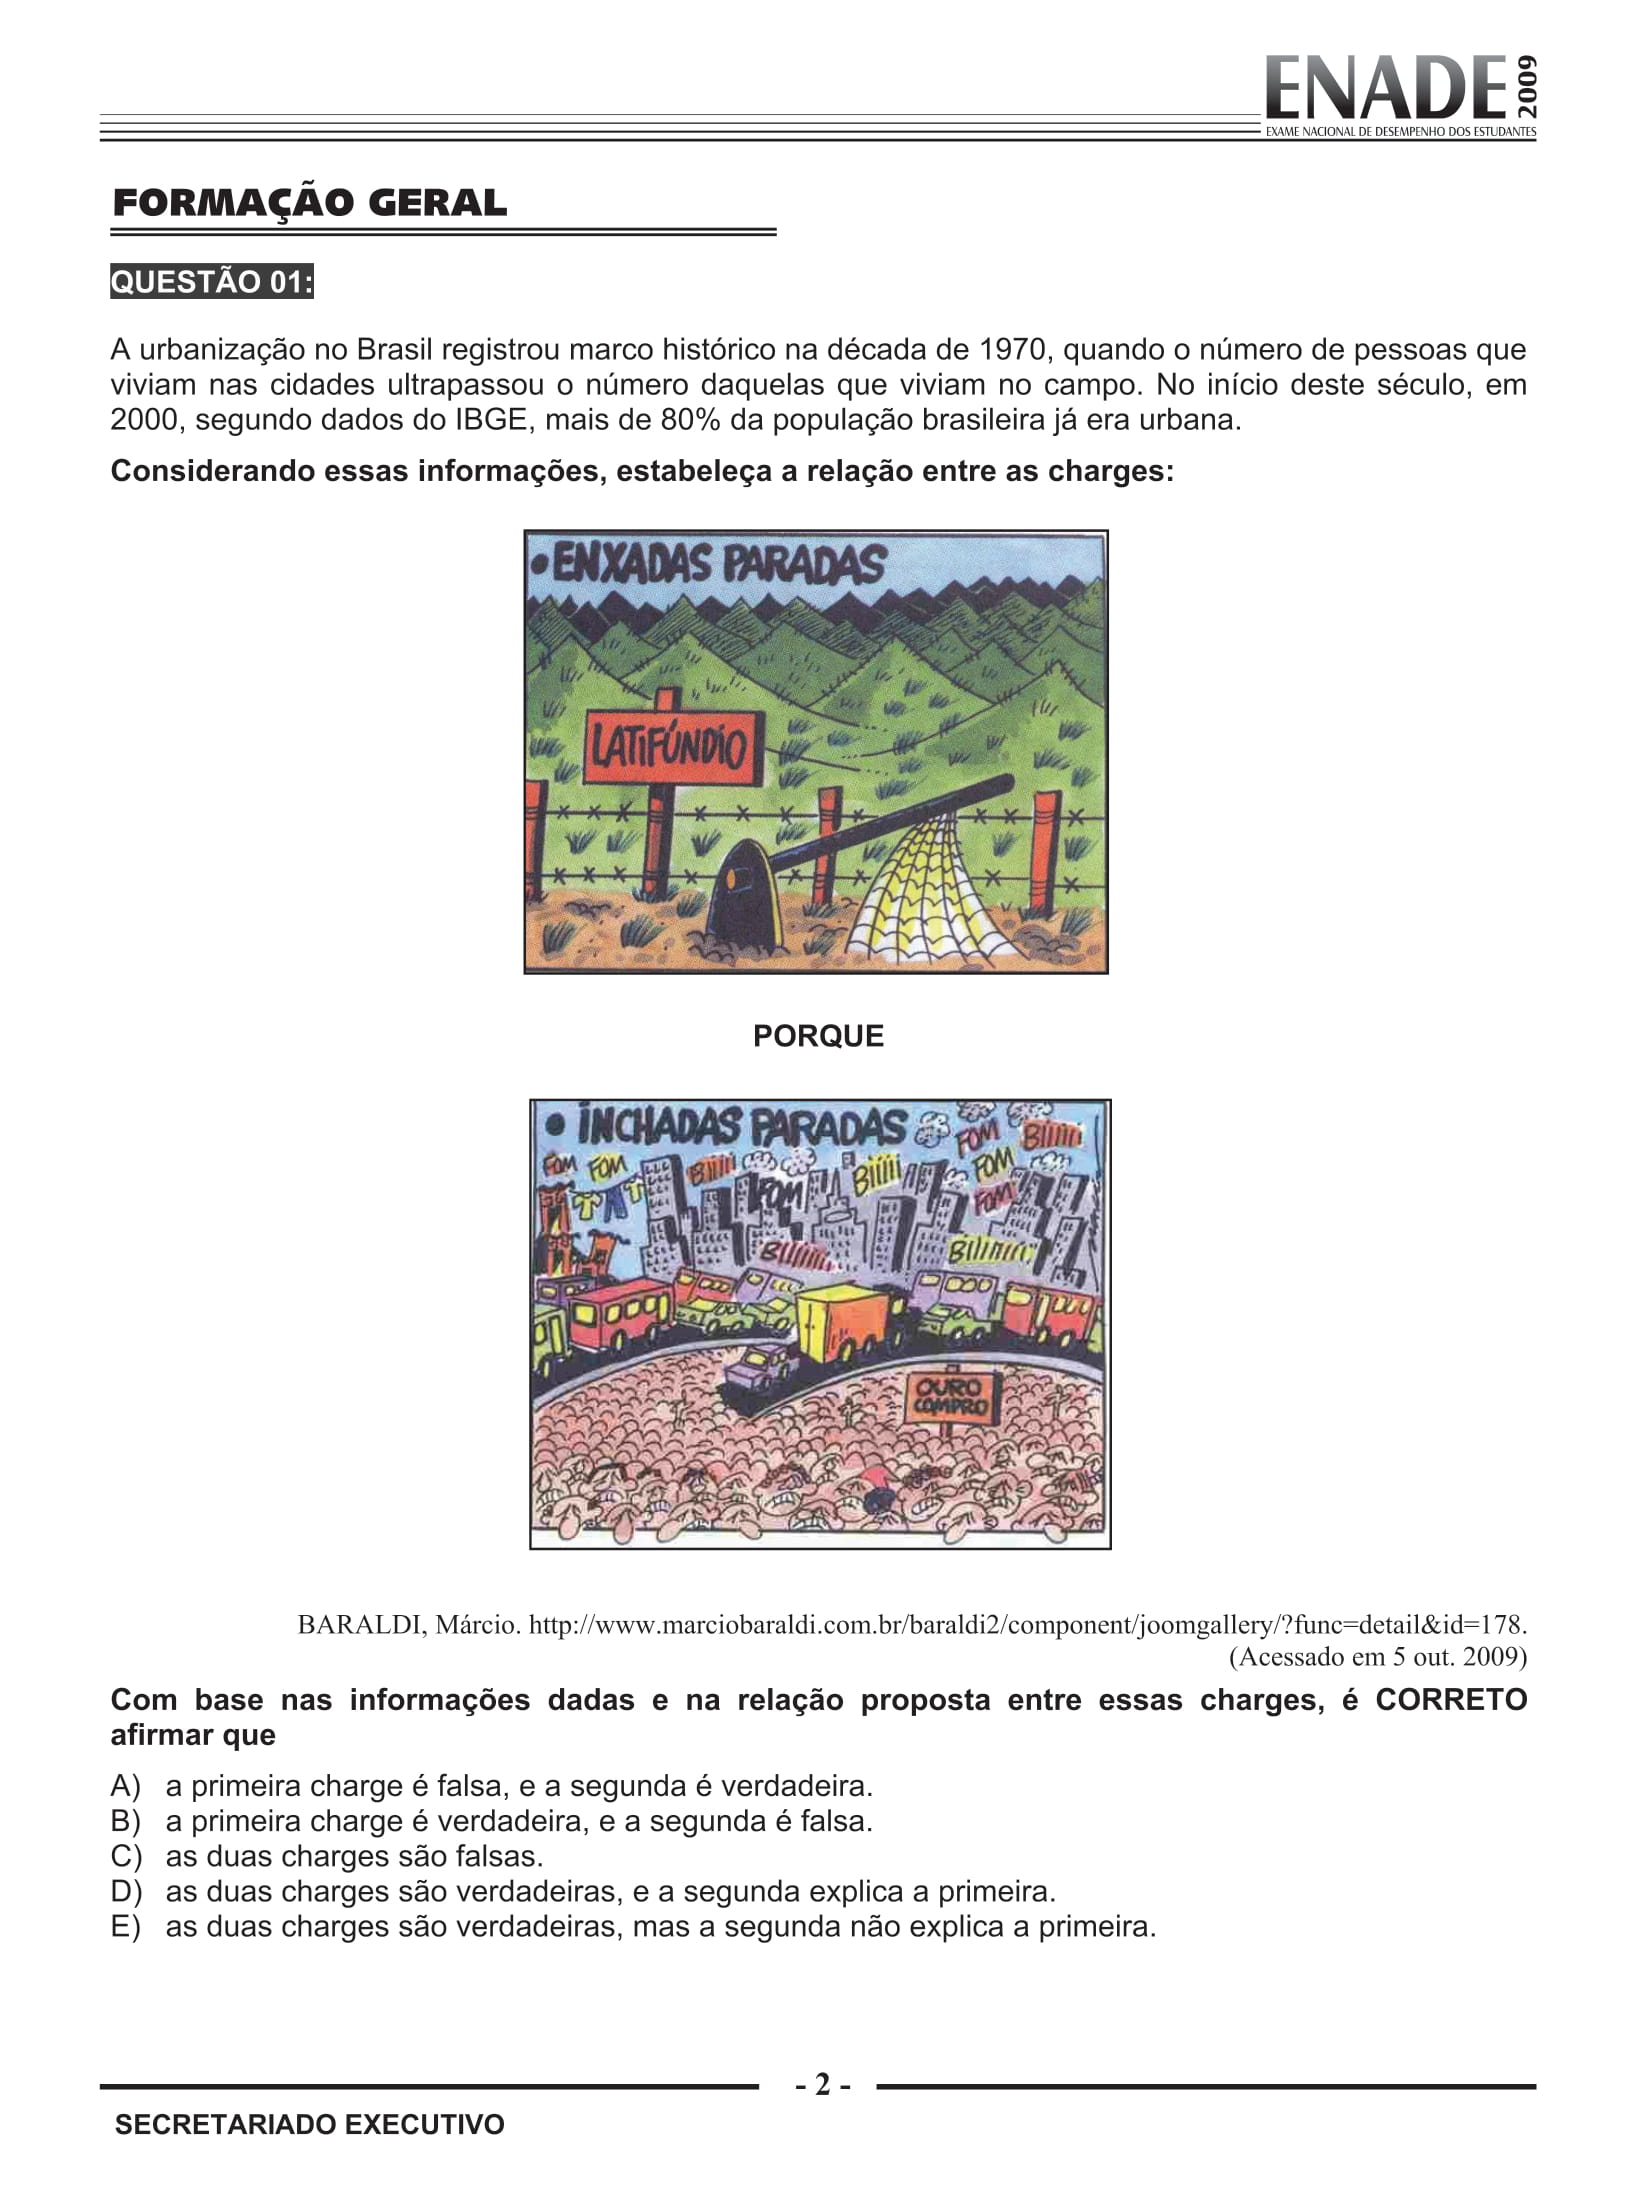 ENADE 2009
EXAME NACIONAL DE DESEMPENHO DOS ESTUDANTES
FORMAÇÃO GERAL
QUESTÃO 01:
A urbanização no Brasil registrou marco histórico na década de 1970, quando o número de pessoas que
viviam nas cidades ultrapassou o número daquelas que viviam no campo. No início deste século, em
2000, segundo dados do IBGE, mais de 80% da população brasileira já era urbana.
Considerando essas informações, estabeleça a relação entre as charges:
• ENXADAS PARADAS
LATIFÚNDIO
PORQUE
• INCHADAS PARADAS
FOM
BIIIII
FOM FOM
BIIIII
FOM
BIIIII
FOM
FOM
BIIIIII
BIIIIIII
OURO
COMPRO
BARALDI, Márcio. http://www.marciobaraldi.com.br/baraldi2/component/joomgallery/?func=detail&id=178.
(Acessado em 5 out. 2009)
Com base nas informações dadas e na relação proposta entre essas charges, é CORRETO
afirmar que
A) a primeira charge é falsa, e a segunda é verdadeira.
B) a primeira charge é verdadeira, e a segunda é falsa.
C) as duas charges são falsas.
D) as duas charges são verdadeiras, e a segunda explica a primeira.
E) as duas charges são verdadeiras, mas a segunda não explica a primeira.
- 2 -
SECRETARIADO EXECUTIVO